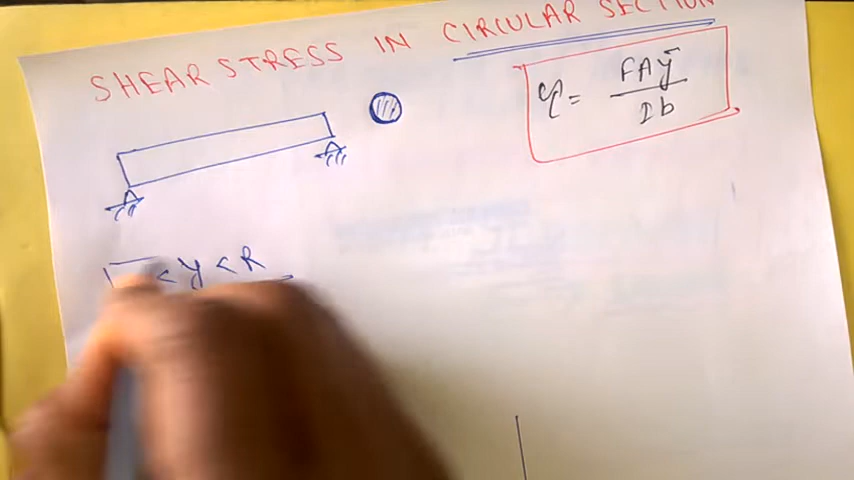 SHEAR STRESS IN CIRCULAR SECTION
τ = FAȳ / Ib
< y < R